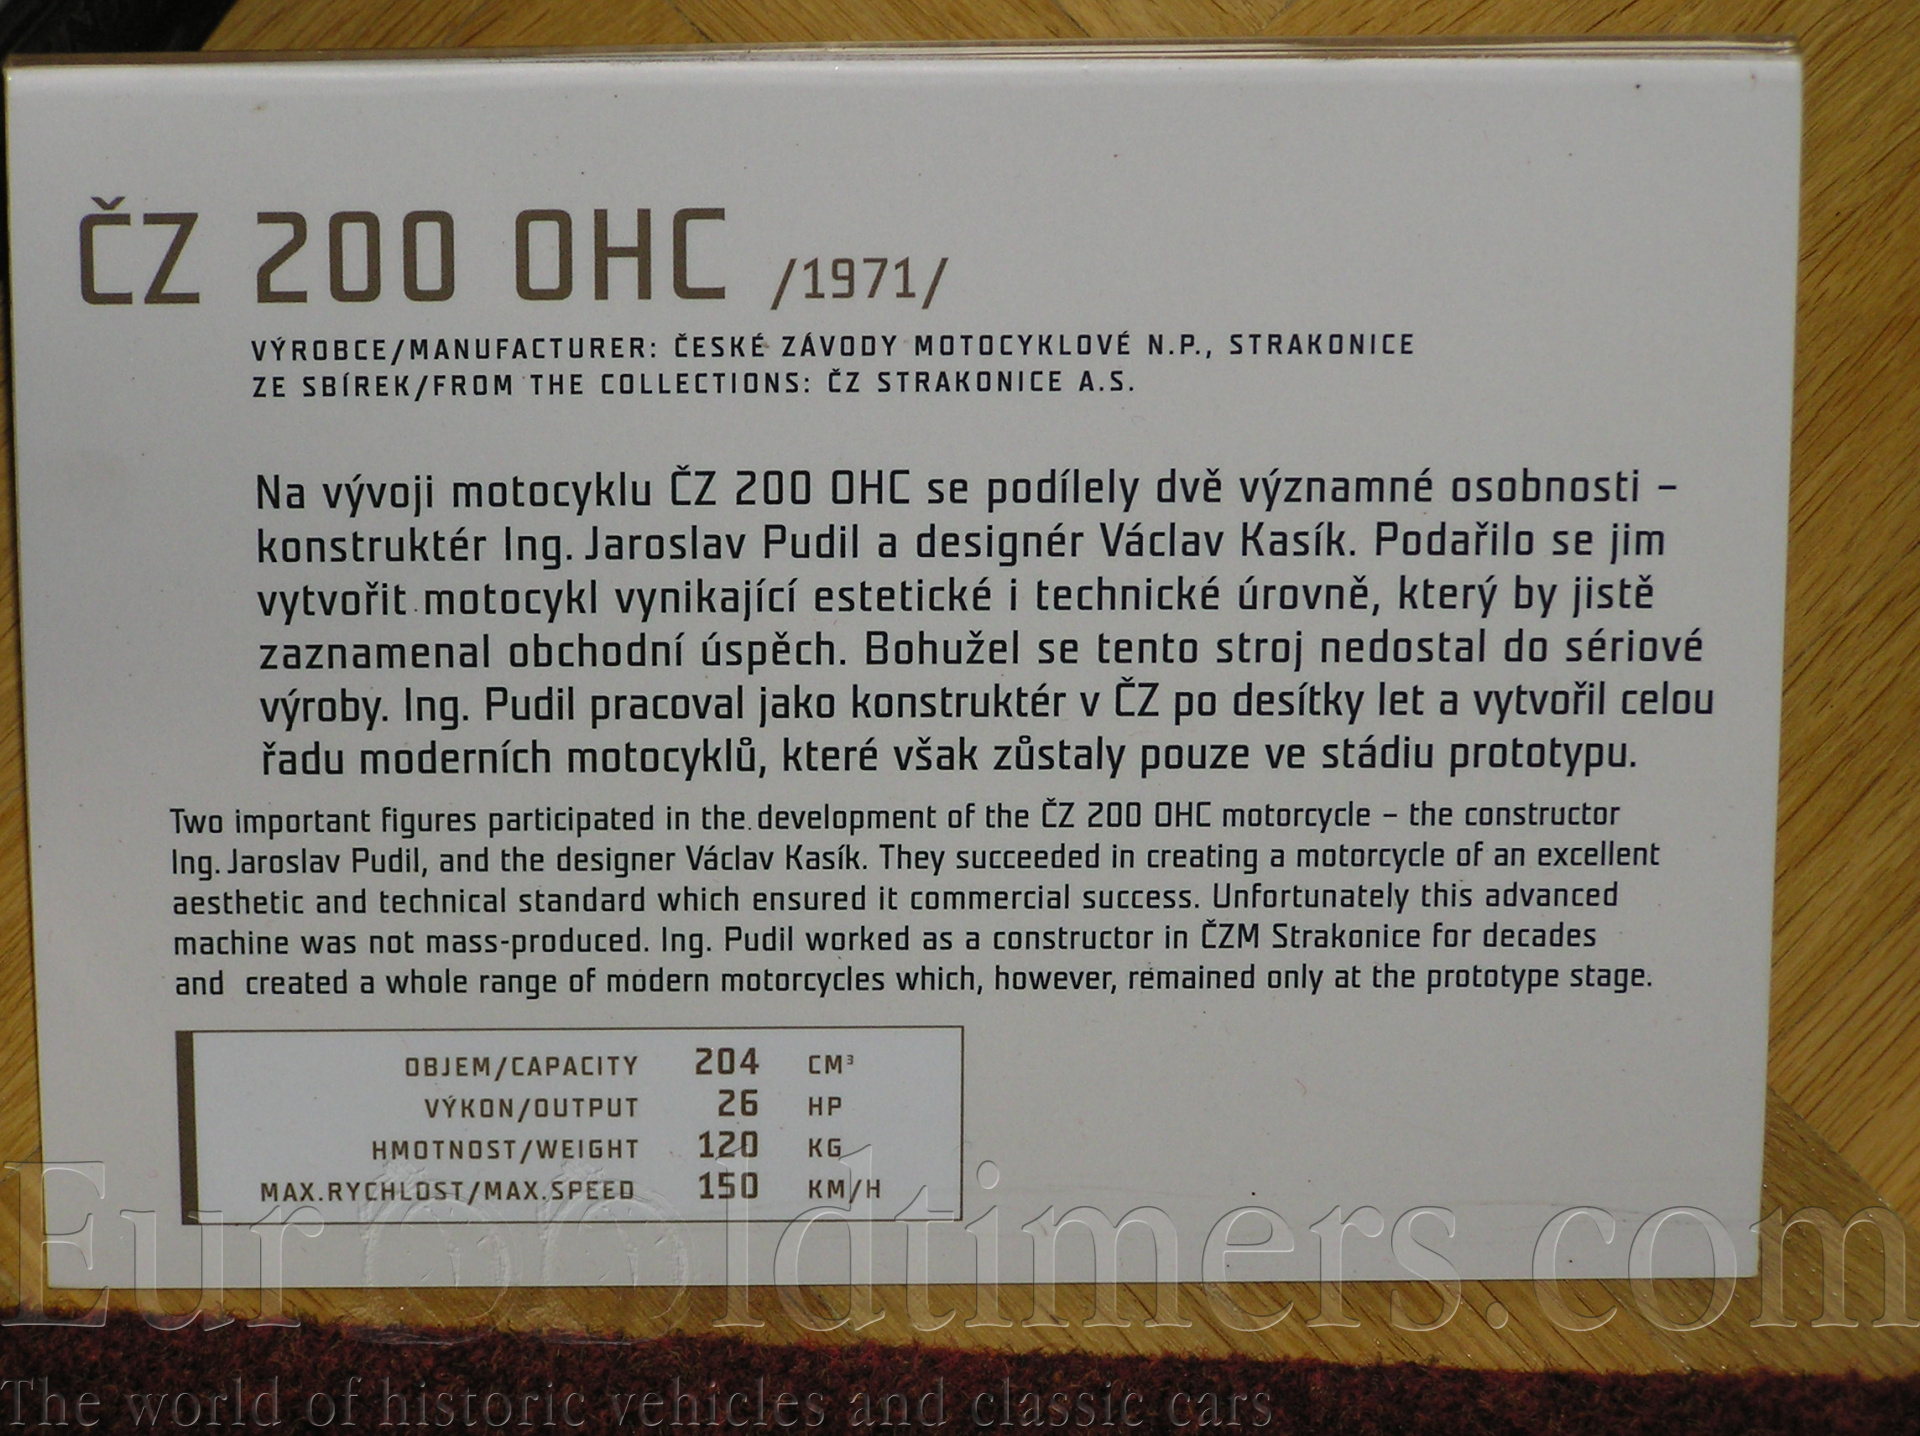 ČZ 200 OHC /1971/
VÝROBCE/MANUFACTURER: ČESKÉ ZÁVODY MOTOCYKLOVÉ N.P., STRAKONICE
ZE SBÍREK/FROM THE COLLECTIONS: ČZ STRAKONICE A.S.
Na vývoji motocyklu ČZ 200 OHC se podílely dvě významné osobnosti –
konstruktér Ing. Jaroslav Pudil a designér Václav Kasík. Podařilo se jim
vytvořit motocykl vynikající estetické i technické úrovně, který by jistě
zaznamenal obchodní úspěch. Bohužel se tento stroj nedostal do sériové
výroby. Ing. Pudil pracoval jako konstruktér v ČZ po desítky let a vytvořil celou
řadu moderních motocyklů, které však zůstaly pouze ve stádiu prototypu.
Two important figures participated in the development of the ČZ 200 OHC motorcycle – the constructor
Ing. Jaroslav Pudil, and the designer Václav Kasík. They succeeded in creating a motorcycle of an excellent
aesthetic and technical standard which ensured it commercial success. Unfortunately this advanced
machine was not mass-produced. Ing. Pudil worked as a constructor in ČZM Strakonice for decades
and created a whole range of modern motorcycles which, however, remained only at the prototype stage.
OBJEM/CAPACITY 204 CM³
VÝKON/OUTPUT 26 HP
HMOTNOST/WEIGHT 120 KG
MAX.RYCHLOST/MAX.SPEED 150 KM/H
EurOOldtimers.com
The world of historic vehicles and classic cars